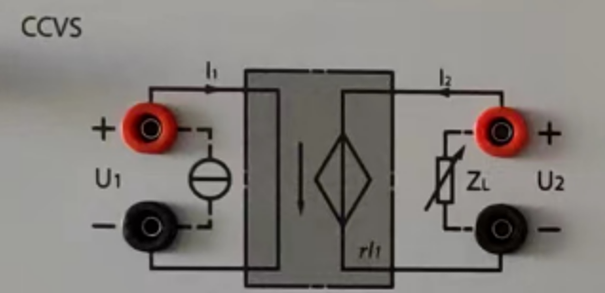 CCVS
I₁
I₂
+
+
U₁
ZL
U₂
−
−
rI₁